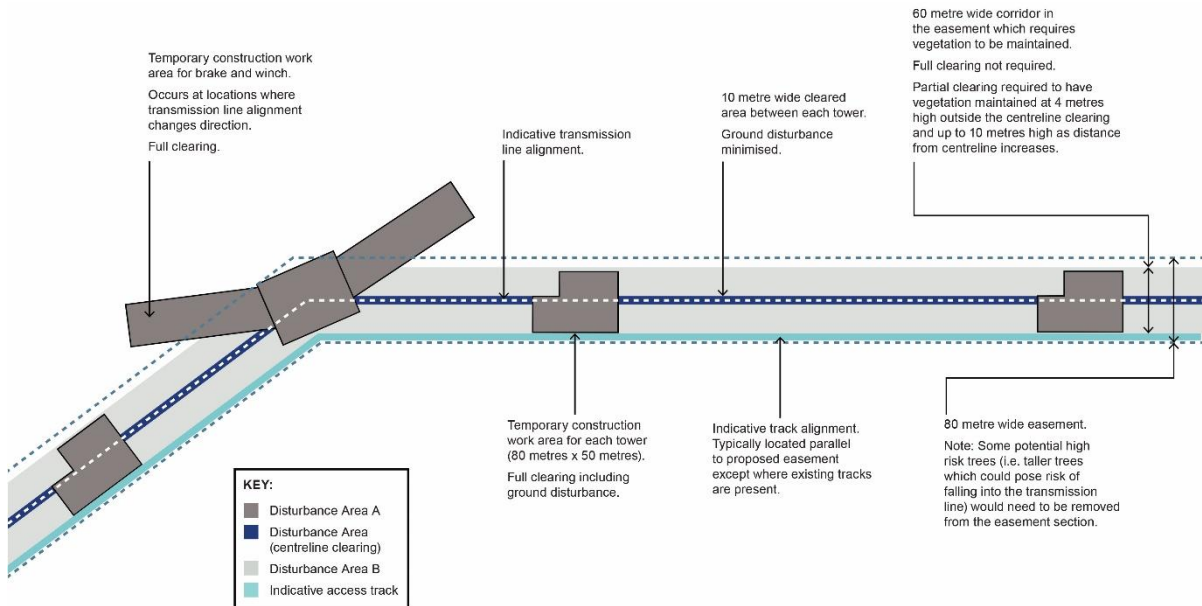 Temporary construction work
area for brake and winch.
Occurs at locations where
transmission line alignment
changes direction.
Full clearing.
Indicative transmission
line alignment.
10 metre wide cleared
area between each tower.
Ground disturbance
minimised.
60 metre wide corridor in
the easement which requires
vegetation to be maintained.
Full clearing not required.
Partial clearing required to have
vegetation maintained at 4 metres
high outside the centreline clearing
and up to 10 metres high as distance
from centreline increases.
Temporary construction
work area for each tower
(80 metres x 50 metres).
Full clearing including
ground disturbance.
Indicative track alignment.
Typically located parallel
to proposed easement
except where existing tracks
are present.
80 metre wide easement.
Note: Some potential high
risk trees (i.e. taller trees
which could pose risk of
falling into the transmission
line) would need to be removed
from the easement section.
KEY:
Disturbance Area A
Disturbance Area
(centreline clearing)
Disturbance Area B
Indicative access track